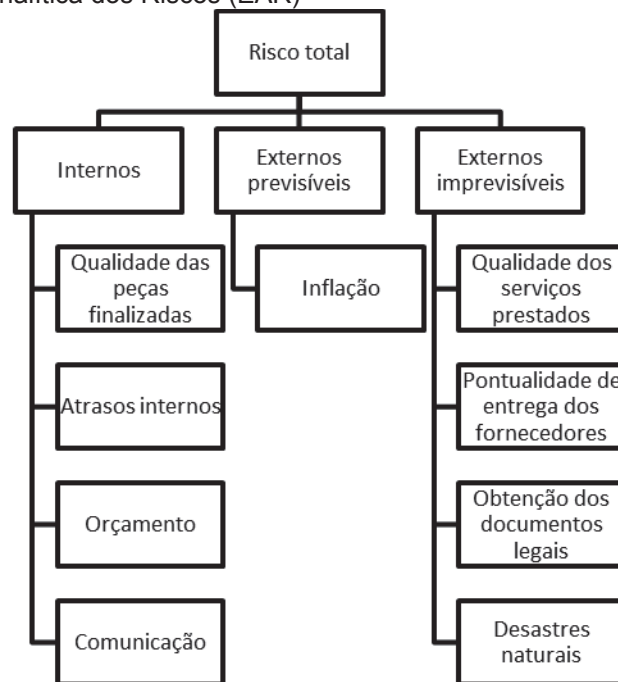 dos Riscos (EAR)
Risco total
Internos
Externos
previsíveis
Externos
imprevisíveis
Qualidade das
peças
finalizadas
Atrasos internos
Orçamento
Comunicação
Inflação
Qualidade dos
serviços
prestados
Pontualidade de
entrega dos
fornecedores
Obtenção dos
documentos
legais
Desastres
naturais